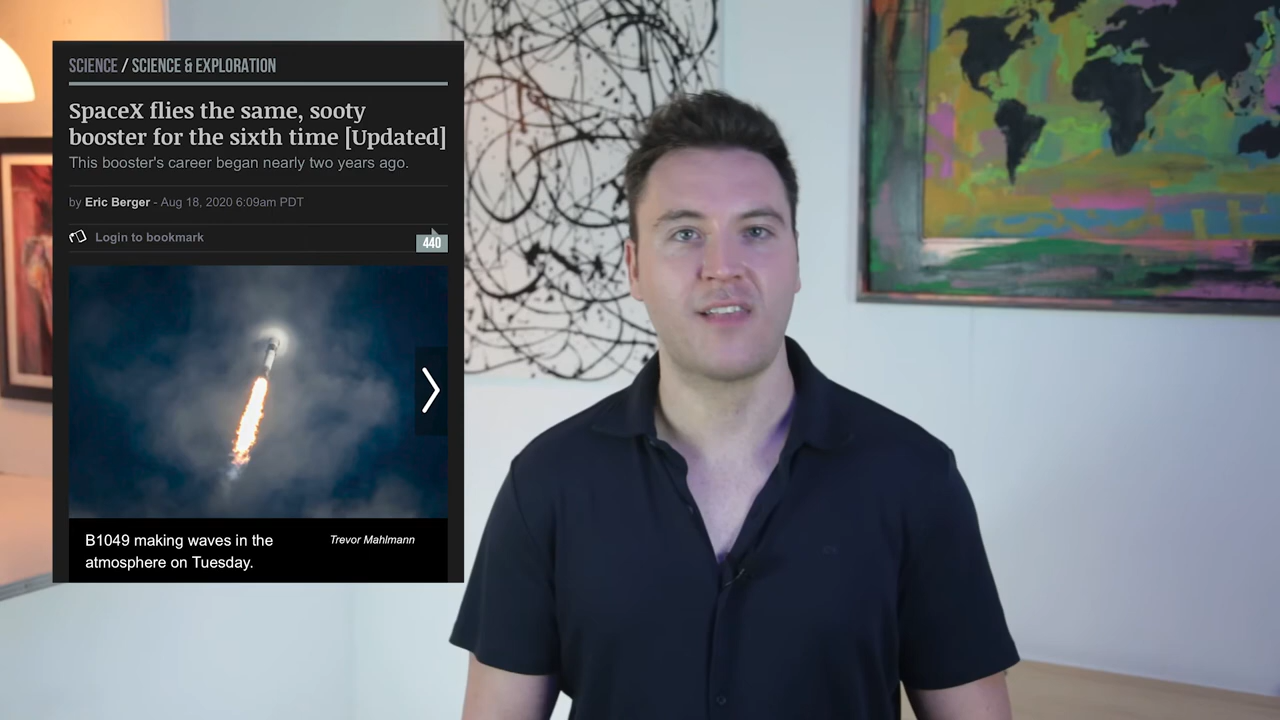 SCIENCE / SCIENCE & EXPLORATION
SpaceX flies the same, sooty
booster for the sixth time [Updated]
This booster's career began nearly two years ago.
by Eric Berger - Aug 18, 2020 6:09am PDT
Login to bookmark
440
B1049 making waves in the
atmosphere on Tuesday.
Trevor Mahlmann